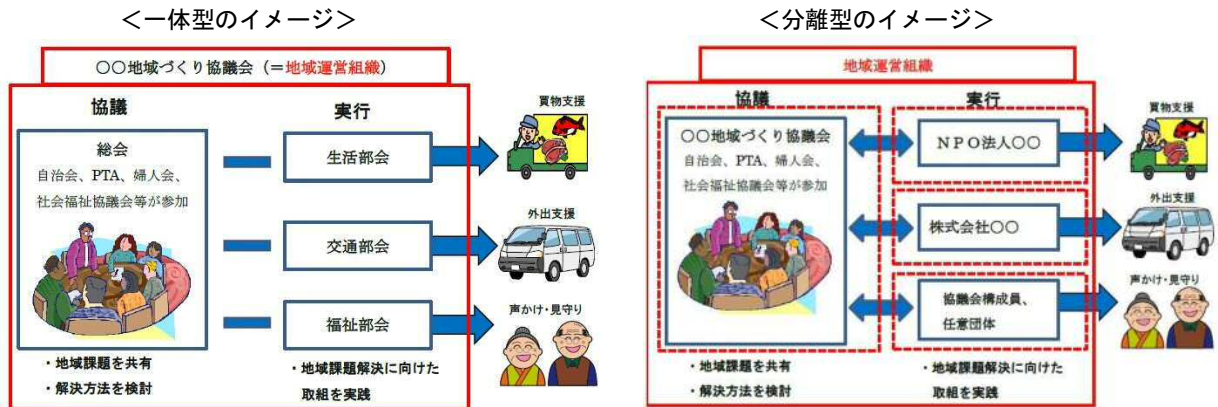 ＜一体型のイメージ＞
〇〇地域づくり協議会（＝地域運営組織）
協議
総会
自治会、PTA、婦人会、
社会福祉協議会等が参加
・地域課題を共有
・解決方法を検討
実行
生活部会
交通部会
福祉部会
・地域課題解決に向けた
取組を実践
買物支援
外出支援
声かけ・見守り
＜分離型のイメージ＞
地域運営組織
協議
〇〇地域づくり協議会
自治会、PTA、婦人会、
社会福祉協議会等が参加
・地域課題を共有
・解決方法を検討
実行
ＮＰＯ法人〇〇
株式会社〇〇
協議会構成員、
任意団体
・地域課題解決に向けた
取組を実践
買物支援
外出支援
声かけ・見守り